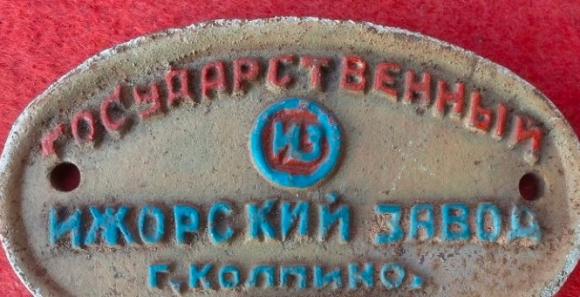 ГОСУДАРСТВЕННЫЙ
ИЗ
ИЖОРСКИЙ ЗАВОД
Г. КОЛПИНО.